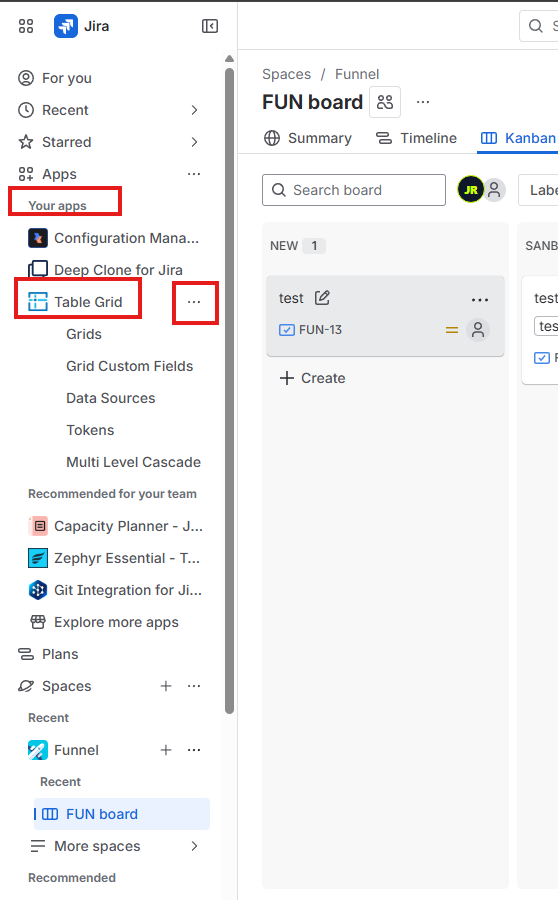 Jira
S
For you
Recent
Starred
Apps
Your apps
Configuration Mana...
Deep Clone for Jira
Table Grid
Grids
Grid Custom Fields
Data Sources
Tokens
Multi Level Cascade
Recommended for your team
Capacity Planner - J...
Zephyr Essential - T...
Git Integration for Ji...
Explore more apps
Plans
Spaces
Recent
Funnel
Recent
FUN board
More spaces
Recommended
Spaces / Funnel
FUN board
Summary Timeline Kanban
Search board JR Labe
NEW 1
test
FUN-13
Create
SANB
test
tes
F